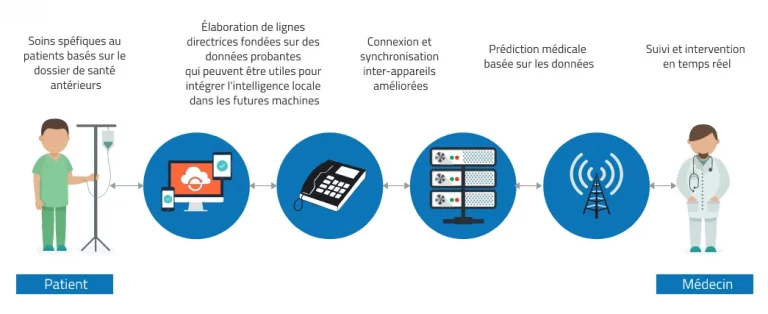 Soins spéfiques au
patients basés sur le
dossier de santé
antérieurs
Élaboration de lignes
directrices fondées sur des
données probantes
qui peuvent être utiles pour
intégrer l'intelligence locale
dans les futures machines
Connexion et
synchronisation
inter-appareils
améliorées
Prédiction médicale
basée sur les données
Suivi et intervention
en temps réel
Patient
Médecin